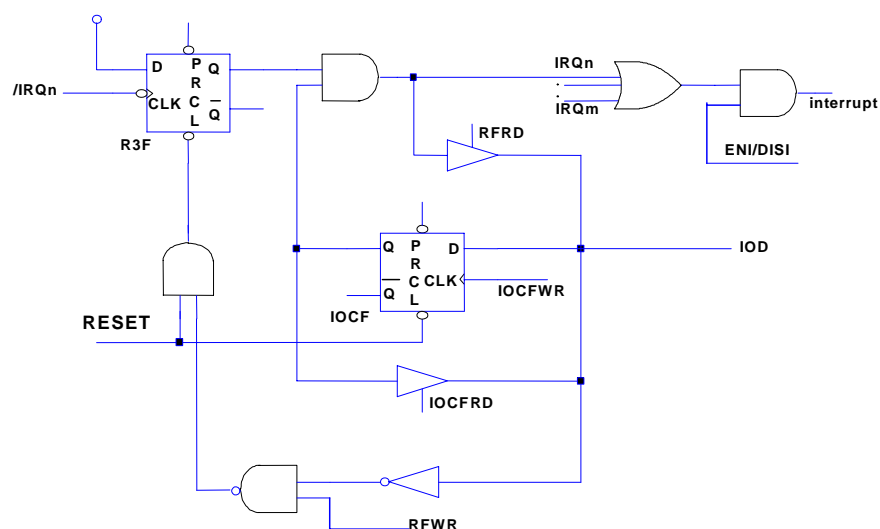 D P Q
R
/IRQn
CLK C Q
L
R3F
IRQn
.
.
IRQm
interrupt
RFRD
ENI/DISI
Q P D
R
C CLK
Q L
IOD
IOCFWR
IOCF
RESET
IOCFRD
RFWR